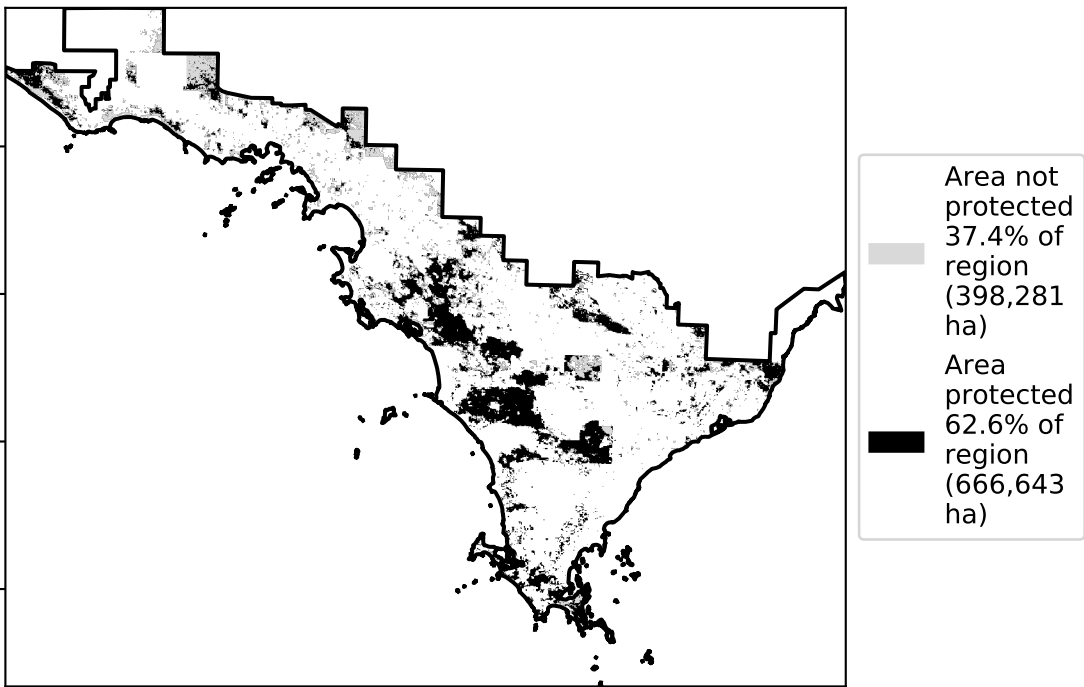 Area not
protected
37.4% of
region
(398,281
ha)
Area
protected
62.6% of
region
(666,643
ha)